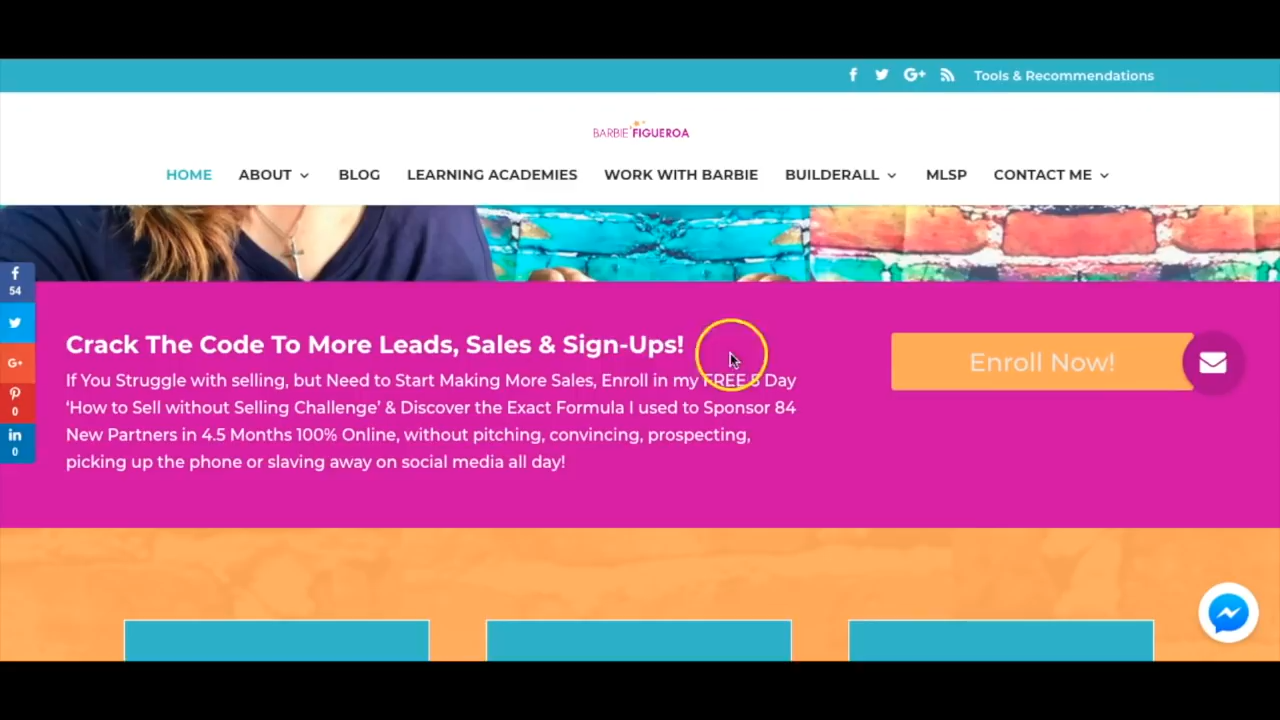 Tools & Recommendations
BARBIE FIGUEROA
HOME ABOUT BLOG LEARNING ACADEMIES WORK WITH BARBIE BUILDERALL MLSP CONTACT ME
54
0
0
Crack The Code To More Leads, Sales & Sign-Ups!
If You Struggle with selling, but Need to Start Making More Sales, Enroll in my FREE 5 Day
‘How to Sell without Selling Challenge’ & Discover the Exact Formula I used to Sponsor 84
New Partners in 4.5 Months 100% Online, without pitching, convincing, prospecting,
picking up the phone or slaving away on social media all day!
Enroll Now!